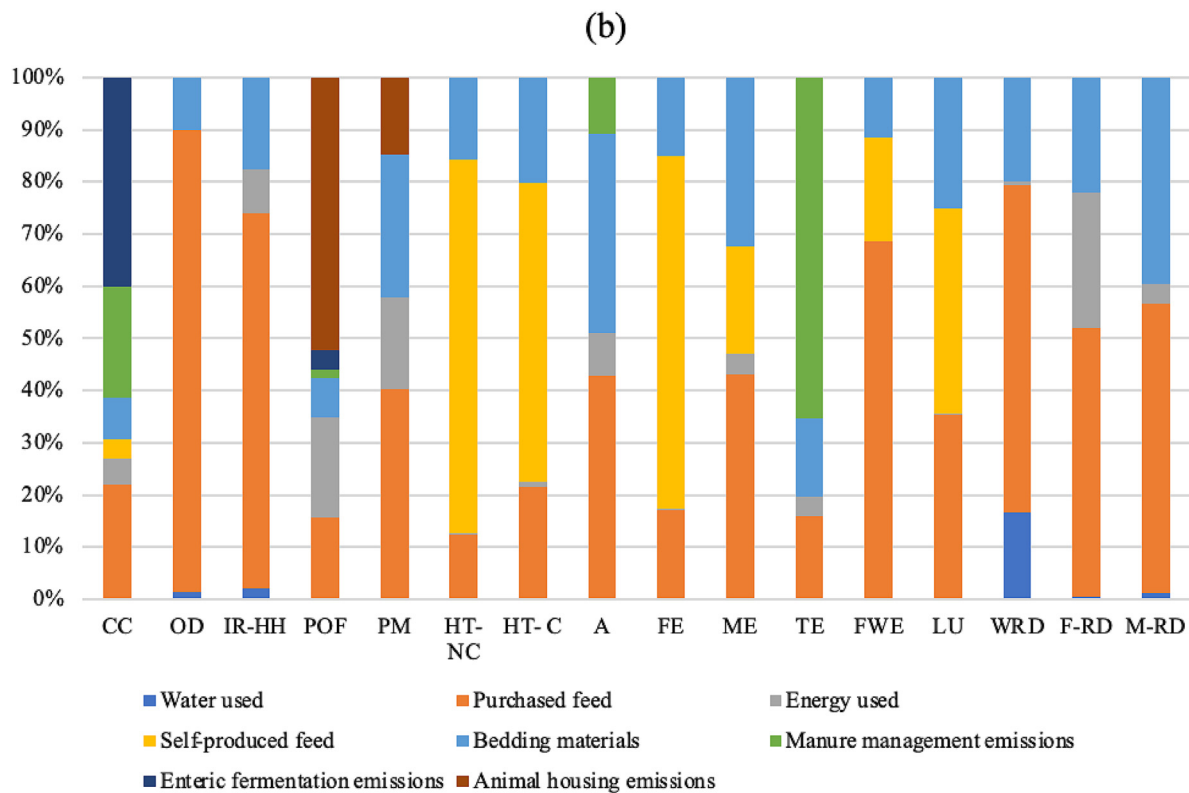 (b)
100%
90%
80%
70%
60%
50%
40%
30%
20%
10%
0%
CC OD IR-HH POF PM HT- HT- C A FE ME TE FWE LU WRD F-RD M-RD
NC
Water used Purchased feed Energy used
Self-produced feed Bedding materials Manure management emissions
Enteric fermentation emissions Animal housing emissions